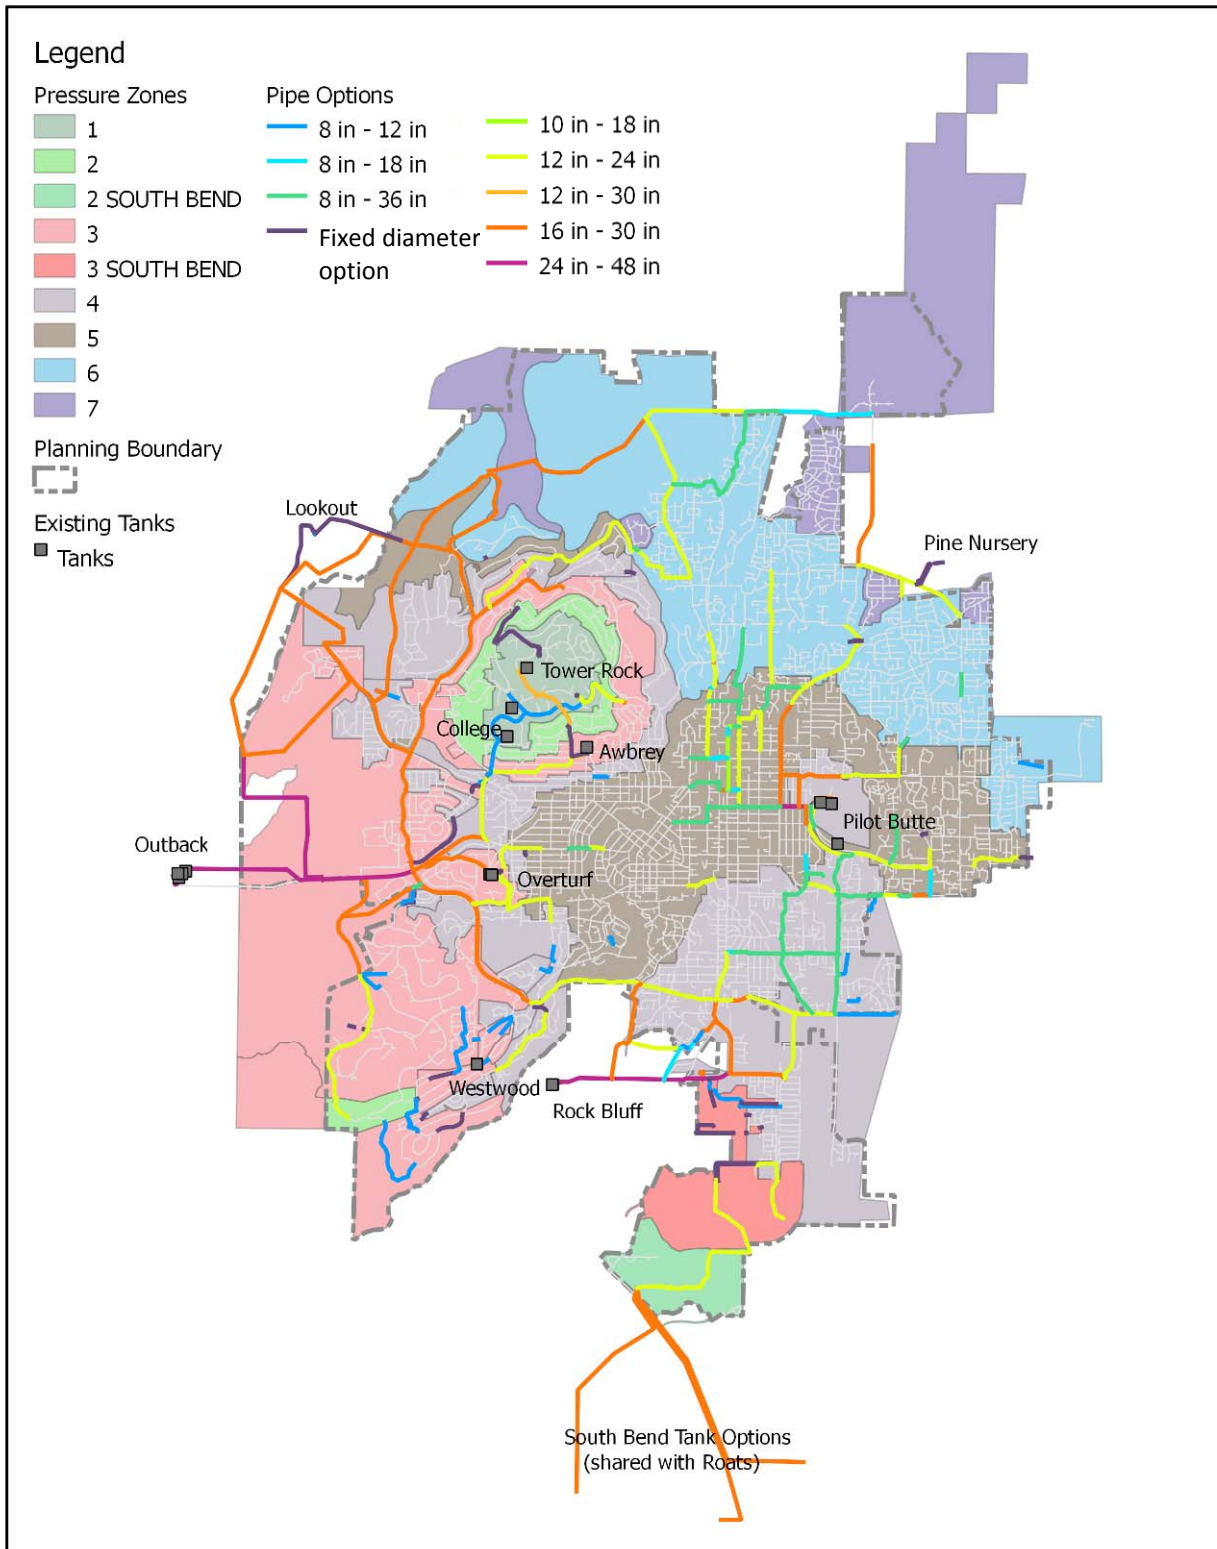 Legend
Pressure Zones
1
2
2 SOUTH BEND
3
3 SOUTH BEND
4
5
6
7
Planning Boundary
Existing Tanks
Tanks
Pipe Options
8 in - 12 in
8 in - 18 in
8 in - 36 in
Fixed diameter
option
10 in - 18 in
12 in - 24 in
12 in - 30 in
16 in - 30 in
24 in - 48 in
Lookout
Pine Nursery
Tower Rock
College
Awbrey
Pilot Butte
Outback
Overturf
Westwood
Rock Bluff
South Bend Tank Options
(shared with Roats)